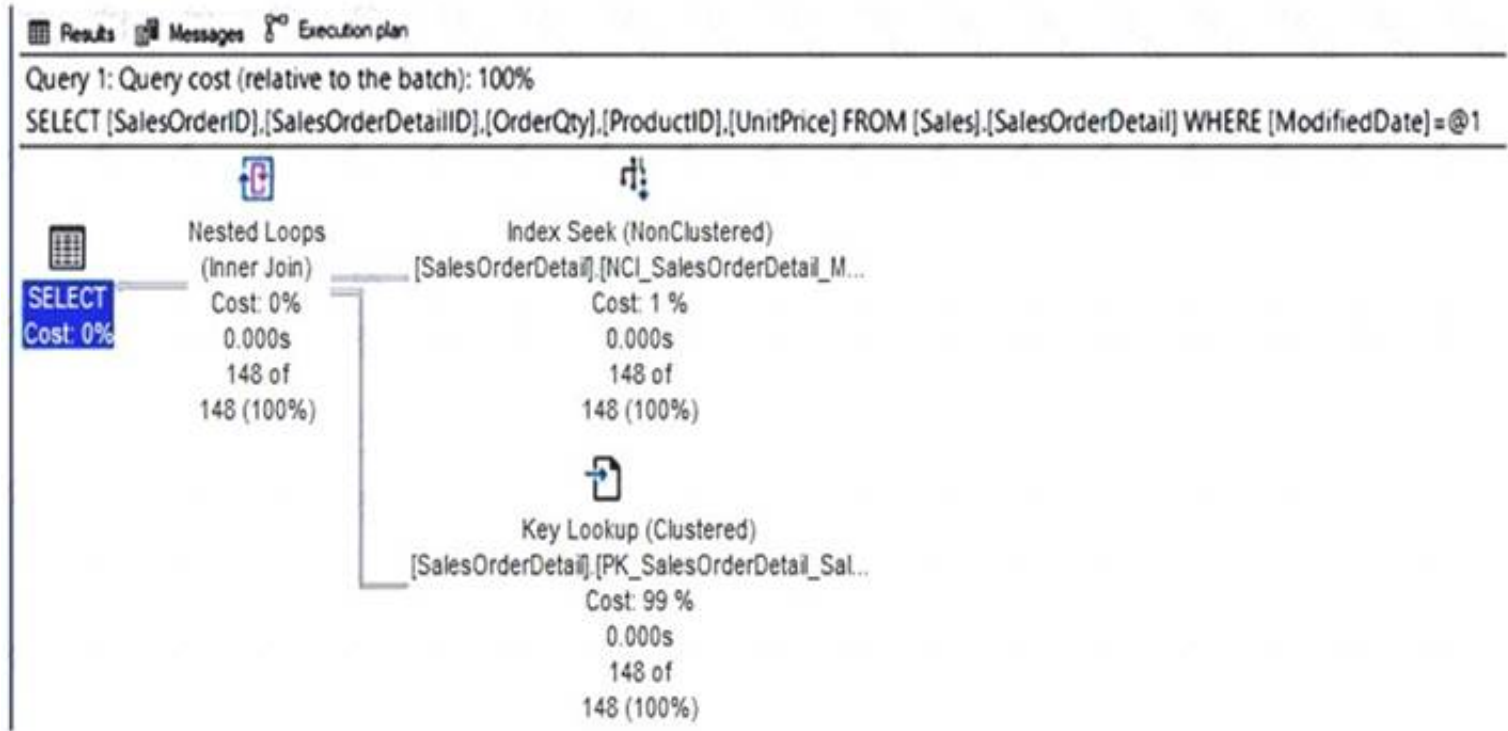 Results Messages Execution plan
Query 1: Query cost (relative to the batch): 100%
SELECT [SalesOrderID],[SalesOrderDetailID],[OrderQty],[ProductID],[UnitPrice] FROM [Sales].[SalesOrderDetail] WHERE [ModifiedDate]=@1
SELECT
Cost: 0%
Nested Loops
(Inner Join)
Cost: 0%
0.000s
148 of
148 (100%)
Index Seek (NonClustered)
[SalesOrderDetail].[NCI_SalesOrderDetail_M...
Cost: 1 %
0.000s
148 of
148 (100%)
Key Lookup (Clustered)
[SalesOrderDetail].[PK_SalesOrderDetail_Sal...
Cost: 99 %
0.000s
148 of
148 (100%)